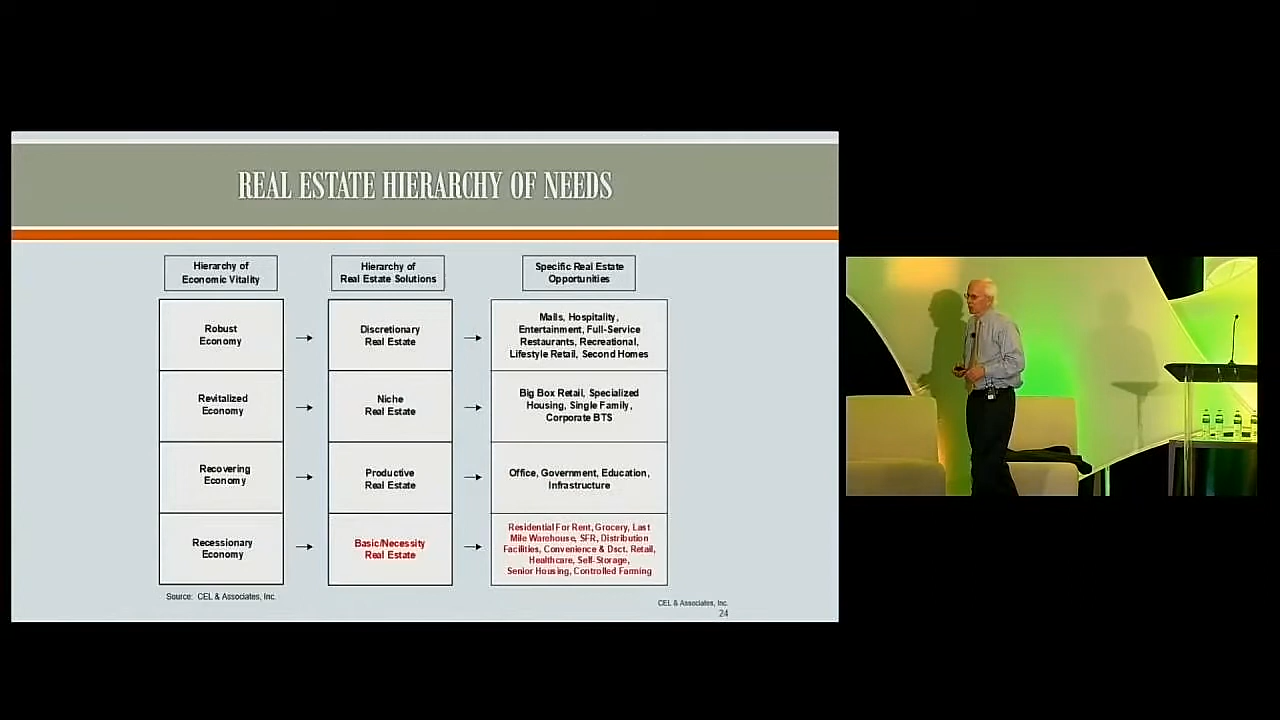 REAL ESTATE HIERARCHY OF NEEDS
Hierarchy of
Economic Vitality
Hierarchy of
Real Estate Solutions
Specific Real Estate
Opportunities
Robust
Economy
Discretionary
Real Estate
Malls, Hospitality,
Entertainment, Full-Service
Restaurants, Recreational,
Lifestyle Retail, Second Homes
Revitalized
Economy
Niche
Real Estate
Big Box Retail, Specialized
Housing, Single Family,
Corporate BTS
Recovering
Economy
Productive
Real Estate
Office, Government, Education,
Infrastructure
Recessionary
Economy
Basic/Necessity
Real Estate
Residential For Rent, Grocery, Last
Mile Warehouse, SFR, Distribution
Facilities, Convenience & Dsct. Retail,
Healthcare, Self-Storage,
Senior Housing, Controlled Farming
Source: CEL & Associates, Inc.
CEL & Associates, Inc.
24
24